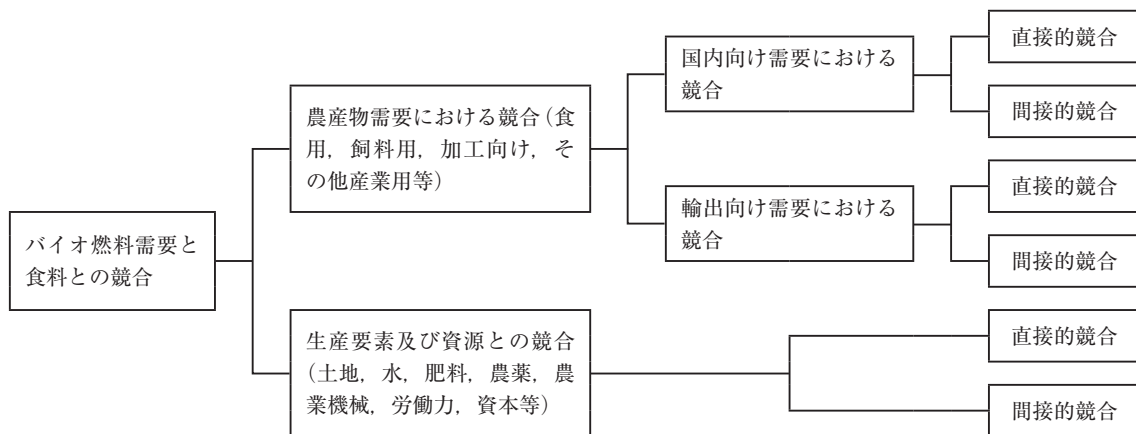 バイオ燃料需要と
食料との競合
農産物需要における競合（食
用，飼料用，加工向け，そ
の他産業用等）
国内向け需要における
競合
直接的競合
間接的競合
輸出向け需要における
競合
直接的競合
間接的競合
生産要素及び資源との競合
（土地，水，肥料，農薬，農
業機械，労働力，資本等）
直接的競合
間接的競合